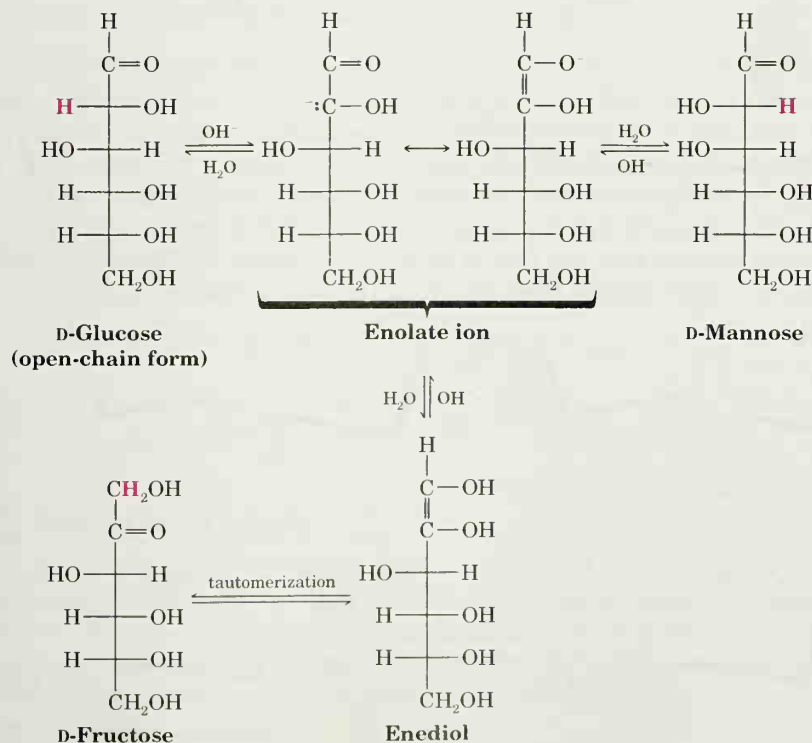 H H H H
C=O C=O C—O⁻ C=O
H OH ⁻:C—OH C—OH HO H
OH⁻ H₂O
HO H HO H HO H HO H
H₂O OH⁻
H OH H OH H OH H OH
H OH H OH H OH H OH
CH₂OH CH₂OH CH₂OH CH₂OH
D-Glucose Enolate ion D-Mannose
(open-chain form)
H₂O OH
H
CH₂OH C—OH
C=O C—OH
HO H tautomerization HO H
H OH H OH
H OH H OH
CH₂OH CH₂OH
D-Fructose Enediol